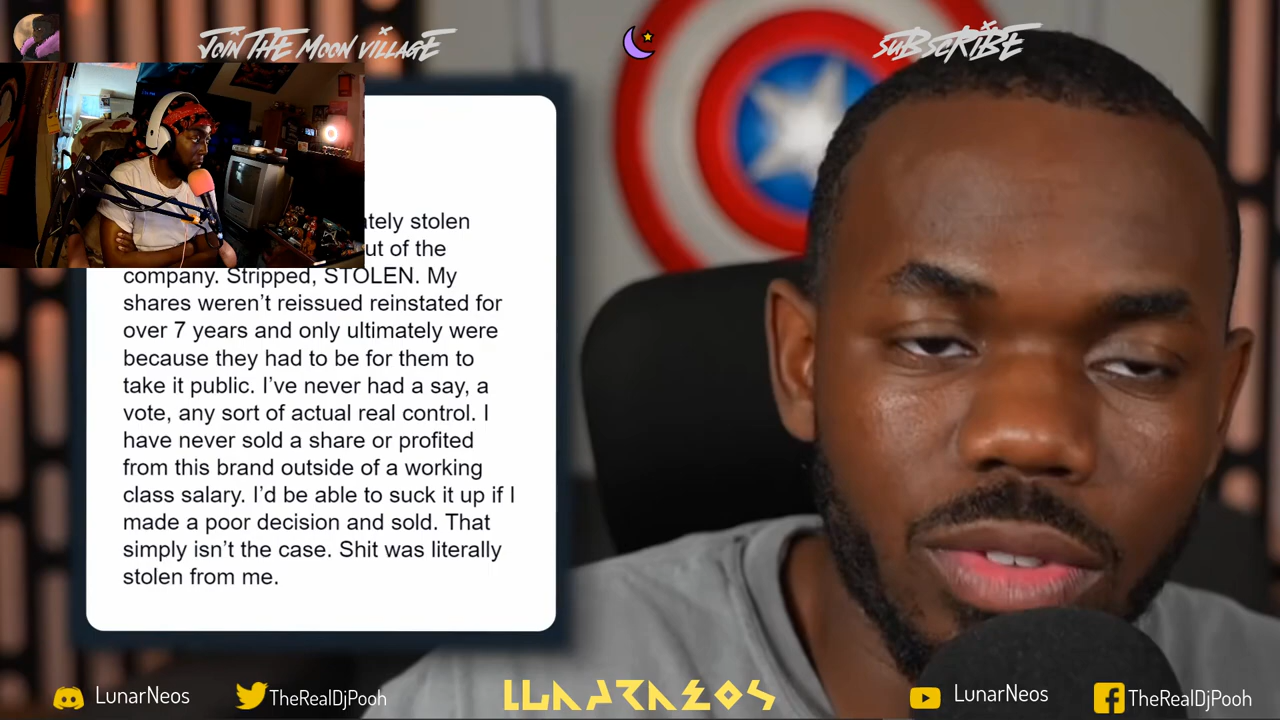 JOIN THE MOON VILLAGE
SUBSCRIBE
stolen
of the
company. Stripped, STOLEN. My
shares weren't reissued reinstated for
over 7 years and only ultimately were
because they had to be for them to
take it public. I've never had a say, a
vote, any sort of actual real control. I
have never sold a share or profited
from this brand outside of a working
class salary. I'd be able to suck it up if I
made a poor decision and sold. That
simply isn't the case. Shit was literally
stolen from me.
LunarNeos
TheRealDjPooh
LUNARNEOS
LunarNeos
TheRealDjPooh